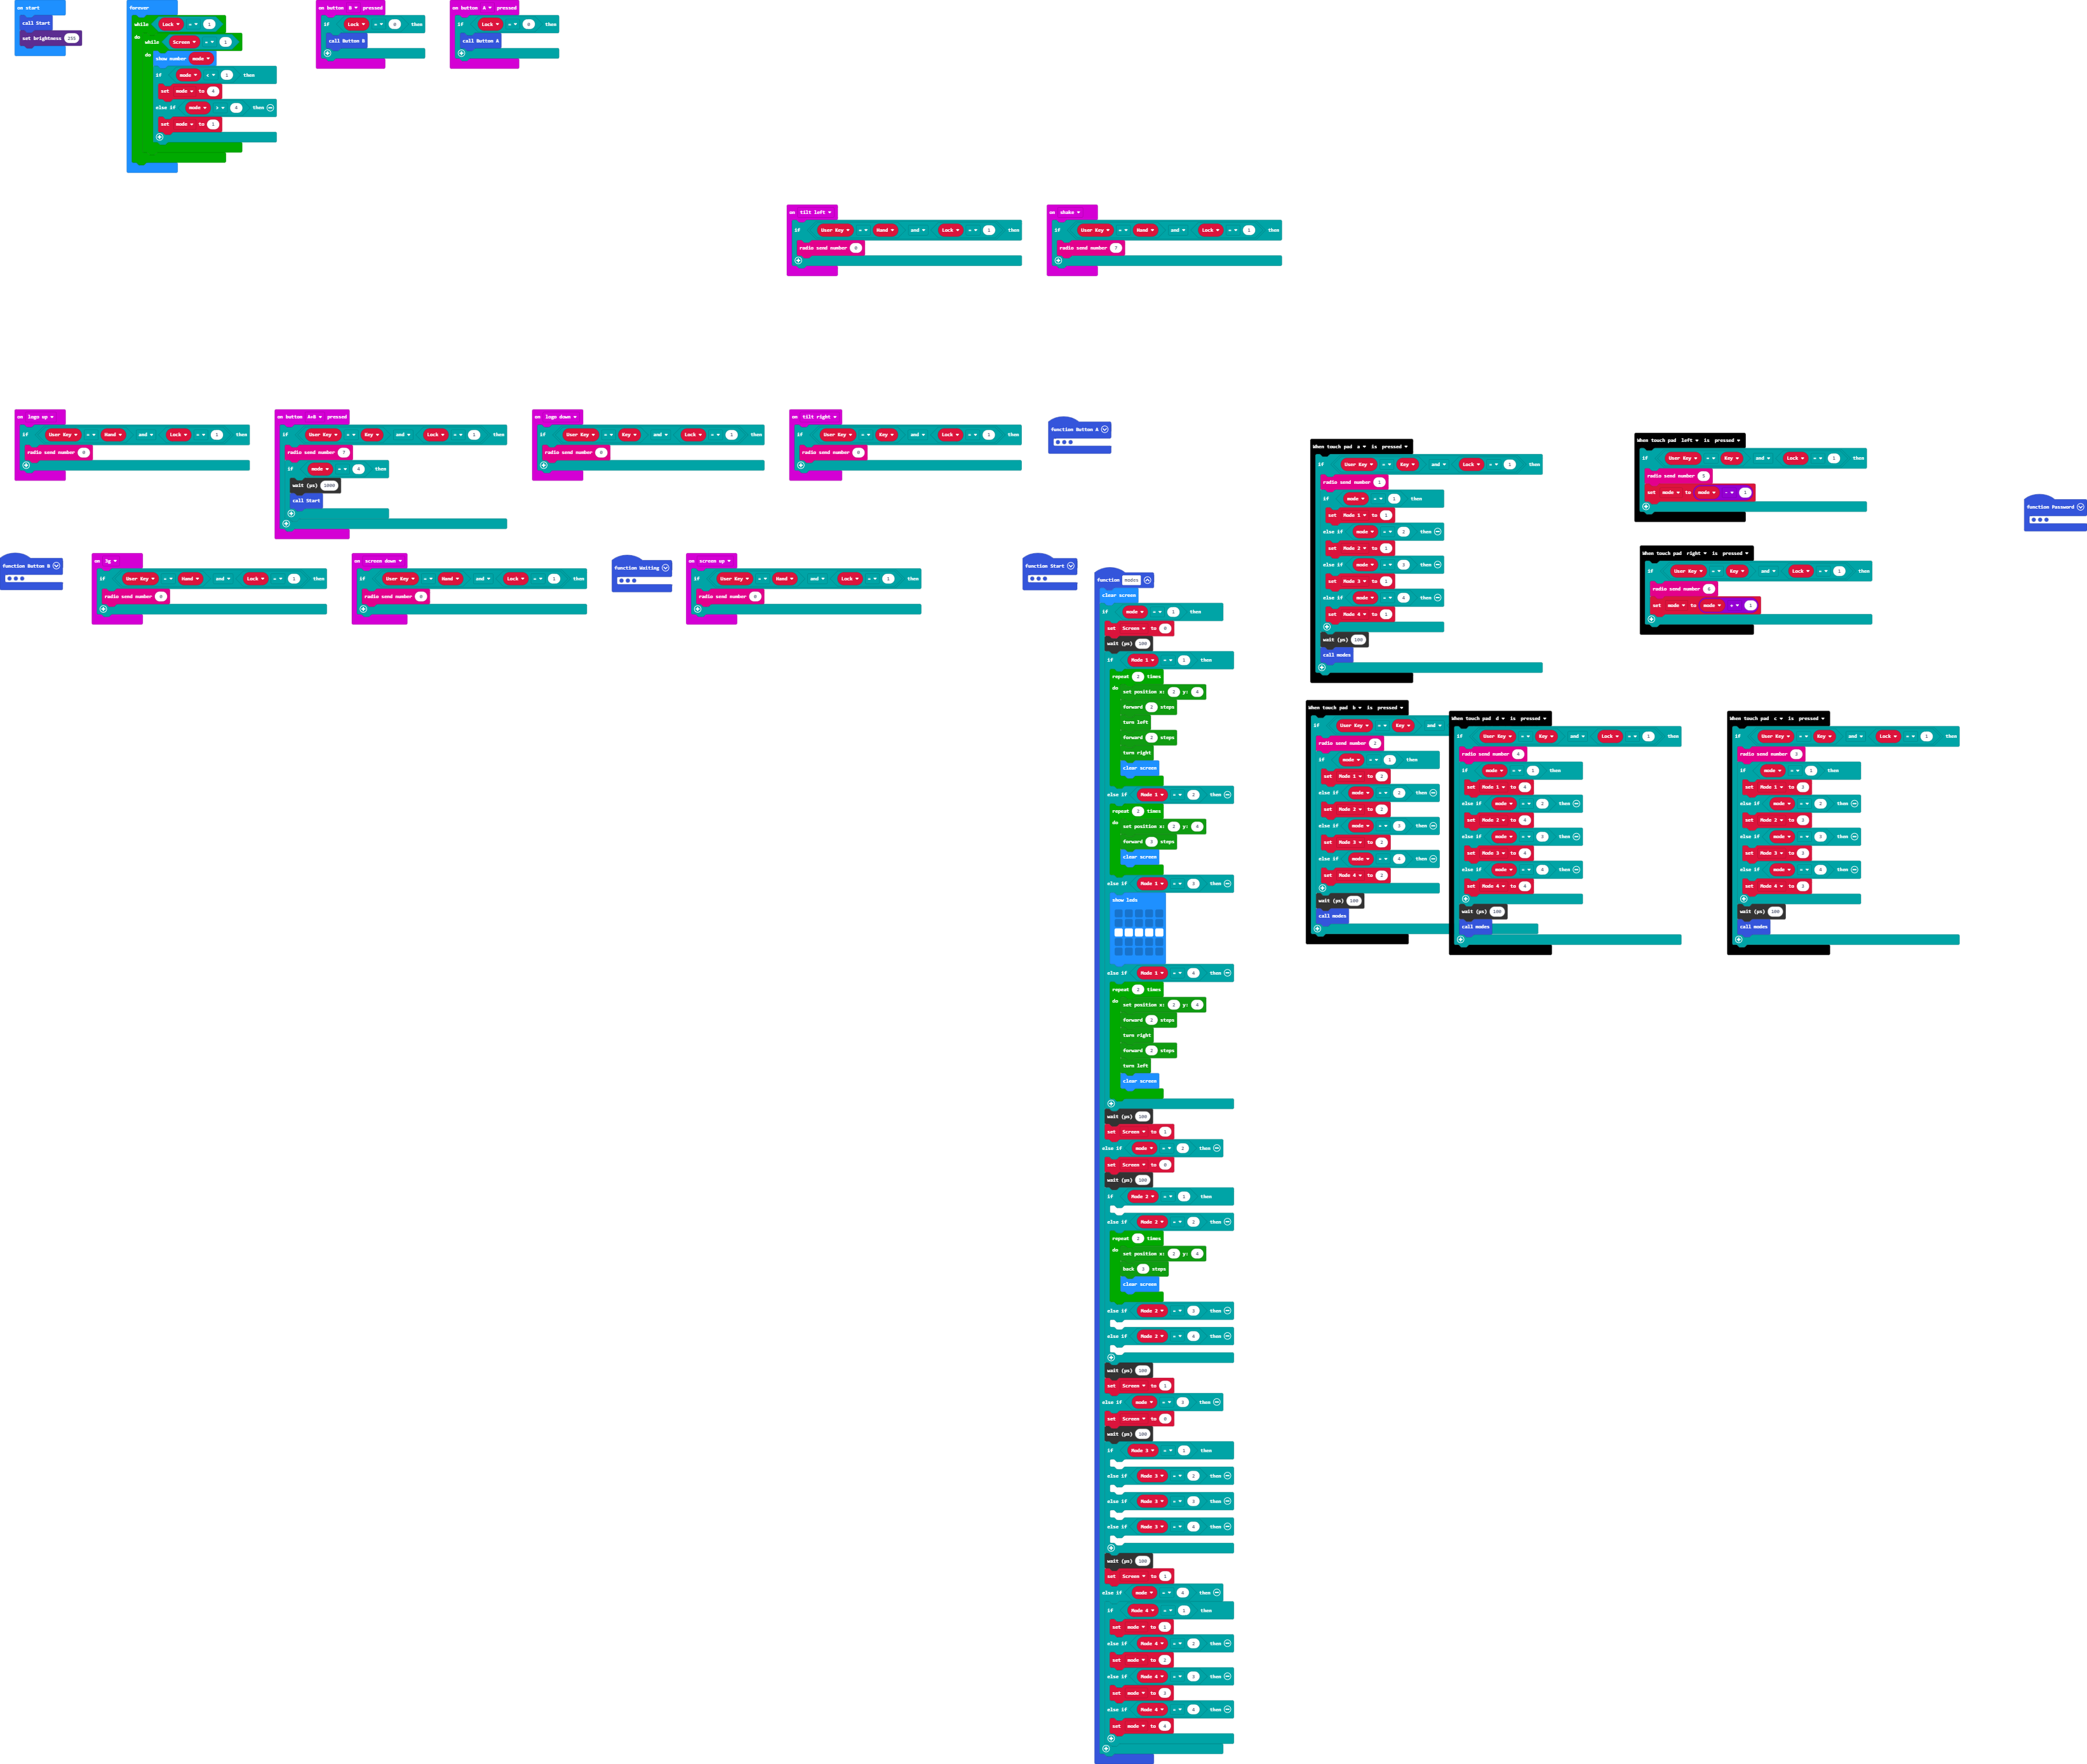 on start
call Start
set brightness 255
forever
while Lock = 1
do
while Screen = 1
do
show number mode
if mode < 1 then
set mode to 4
else if mode > 4 then
set mode to 1
on button B pressed
if Lock = 0 then
call Button B
on button A pressed
if Lock = 0 then
call Button A
on tilt left
if User Key = Hand and Lock = 1 then
radio send number
on shake
if User Key = Hand and Lock = 1 then
radio send number 7
on logo up
if User Key = Hand and Lock = 1 then
radio send number
on button A+B pressed
if User Key = Key and Lock = 1 then
radio send number 7
if mode = 4 then
wait (µs) 1000
call Start
on logo down
if User Key = Key and Lock = 1 then
radio send number
on tilt right
if User Key = Key and Lock = 1 then
radio send number
function Button A
When touch pad a is pressed
if User Key = Key and Lock = 1 then
radio send number 1
if mode = 1 then
set Mode 1 to 1
else if mode = 2 then
set Mode 2 to 1
else if mode = 3 then
set Mode 3 to 1
else if mode = 4 then
set Mode 4 to 1
wait (µs) 100
call modes
When touch pad left is pressed
if User Key = Key and Lock = 1 then
radio send number 5
set mode to mode - 1
function Password
When touch pad right is pressed
if User Key = Key and Lock = 1 then
radio send number
set mode to mode + 1
function Button B
on 3g
if User Key = Hand and Lock = 1 then
radio send number
on screen down
if User Key = Hand and Lock = 1 then
radio send number
function Waiting
on screen up
if User Key = Hand and Lock = 1 then
radio send number
function Start
function modes
clear screen
if mode = 1 then
set Screen to 0
wait (µs) 100
if Mode 1 = 1 then
repeat 2 times
do
set position x: 2 y: 4
forward 2 steps
turn left
forward 2 steps
turn right
clear screen
else if Mode 1 = 2 then
repeat 2 times
do
set position x: 2 y: 4
forward 3 steps
clear screen
else if Mode 1 = 3 then
show leds
else if Mode 1 = 4 then
repeat 2 times
do
set position x: 2 y: 4
forward 2 steps
turn right
forward 2 steps
turn left
clear screen
wait (µs) 100
set Screen to 1
else if mode = 2 then
set Screen to 0
wait (µs) 100
if Mode 2 = 1 then
else if Mode 2 = 2 then
repeat 2 times
do
set position x: 2 y: 4
back 3 steps
clear screen
else if Mode 2 = 3 then
else if Mode 2 = 4 then
wait (µs) 100
set Screen to 1
else if mode = 3 then
set Screen to 0
wait (µs) 100
if Mode 3 = 1 then
else if Mode 3 = 2 then
else if Mode 3 = 3 then
else if Mode 3 = 4 then
wait (µs) 100
set Screen to 1
else if mode = 4 then
if Mode 4 = 1 then
set mode to 1
else if Mode 4 = 2 then
set mode to 2
else if Mode 4 = 3 then
set mode to 3
else if Mode 4 = 4 then
set mode to 4
When touch pad b is pressed
if User Key = Key and
radio send number 2
if mode = 1 then
set Mode 1 to 2
else if mode = 2 then
set Mode 2 to 2
else if mode = 3 then
set Mode 3 to 2
else if mode = 4 then
set Mode 4 to 2
wait (µs) 100
call modes
When touch pad d is pressed
if User Key = Key and Lock = 1 then
radio send number 4
if mode = 1 then
set Mode 1 to 4
else if mode = 2 then
set Mode 2 to 4
else if mode = 3 then
set Mode 3 to 4
else if mode = 4 then
set Mode 4 to 4
wait (µs) 100
call modes
When touch pad c is pressed
if User Key = Key and Lock = 1 then
radio send number 3
if mode = 1 then
set Mode 1 to 3
else if mode = 2 then
set Mode 2 to 3
else if mode = 3 then
set Mode 3 to 3
else if mode = 4 then
set Mode 4 to 3
wait (µs) 100
call modes